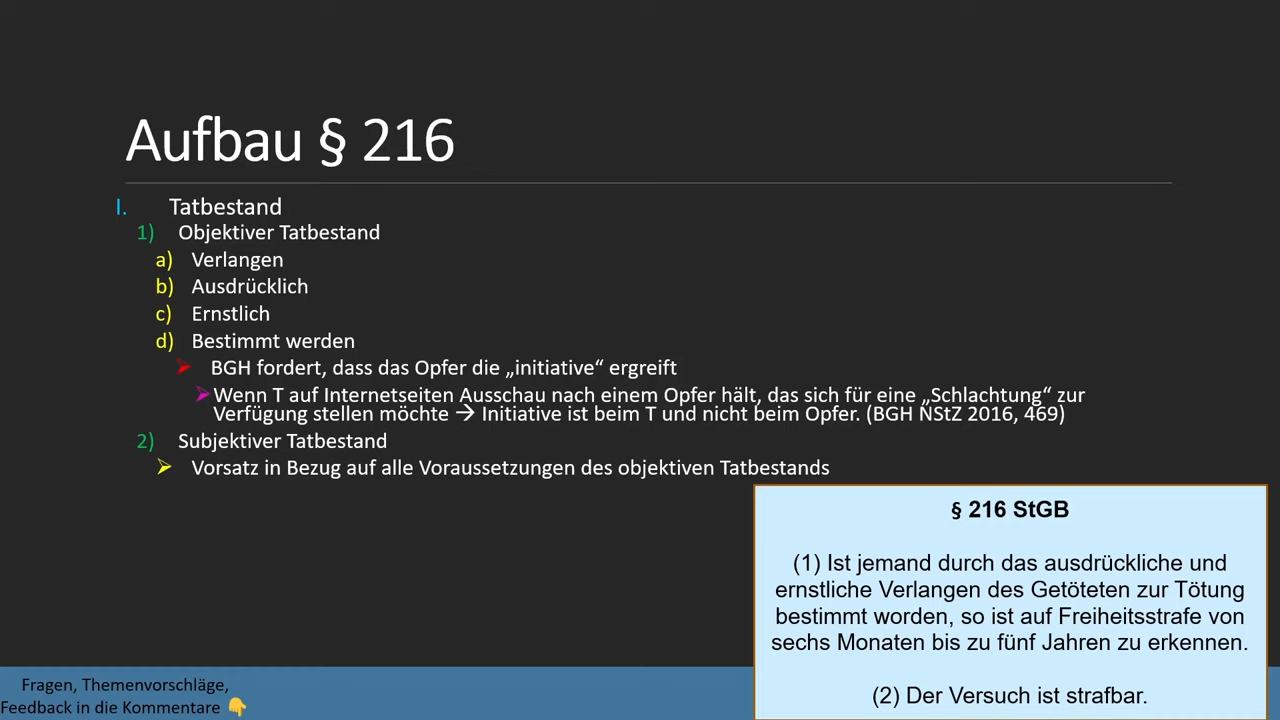 Aufbau § 216
I. Tatbestand
1) Objektiver Tatbestand
a) Verlangen
b) Ausdrücklich
c) Ernstlich
d) Bestimmt werden
BGH fordert, dass das Opfer die „initiative“ ergreift
Wenn T auf Internetseiten Ausschau nach einem Opfer hält, das sich für eine „Schlachtung“ zur
Verfügung stellen möchte → Initiative ist beim T und nicht beim Opfer. (BGH NStZ 2016, 469)
2) Subjektiver Tatbestand
Vorsatz in Bezug auf alle Voraussetzungen des objektiven Tatbestands
§ 216 StGB
(1) Ist jemand durch das ausdrückliche und
ernstliche Verlangen des Getöteten zur Tötung
bestimmt worden, so ist auf Freiheitsstrafe von
sechs Monaten bis zu fünf Jahren zu erkennen.
(2) Der Versuch ist strafbar.
Fragen, Themenvorschläge,
Feedback in die Kommentare 👇